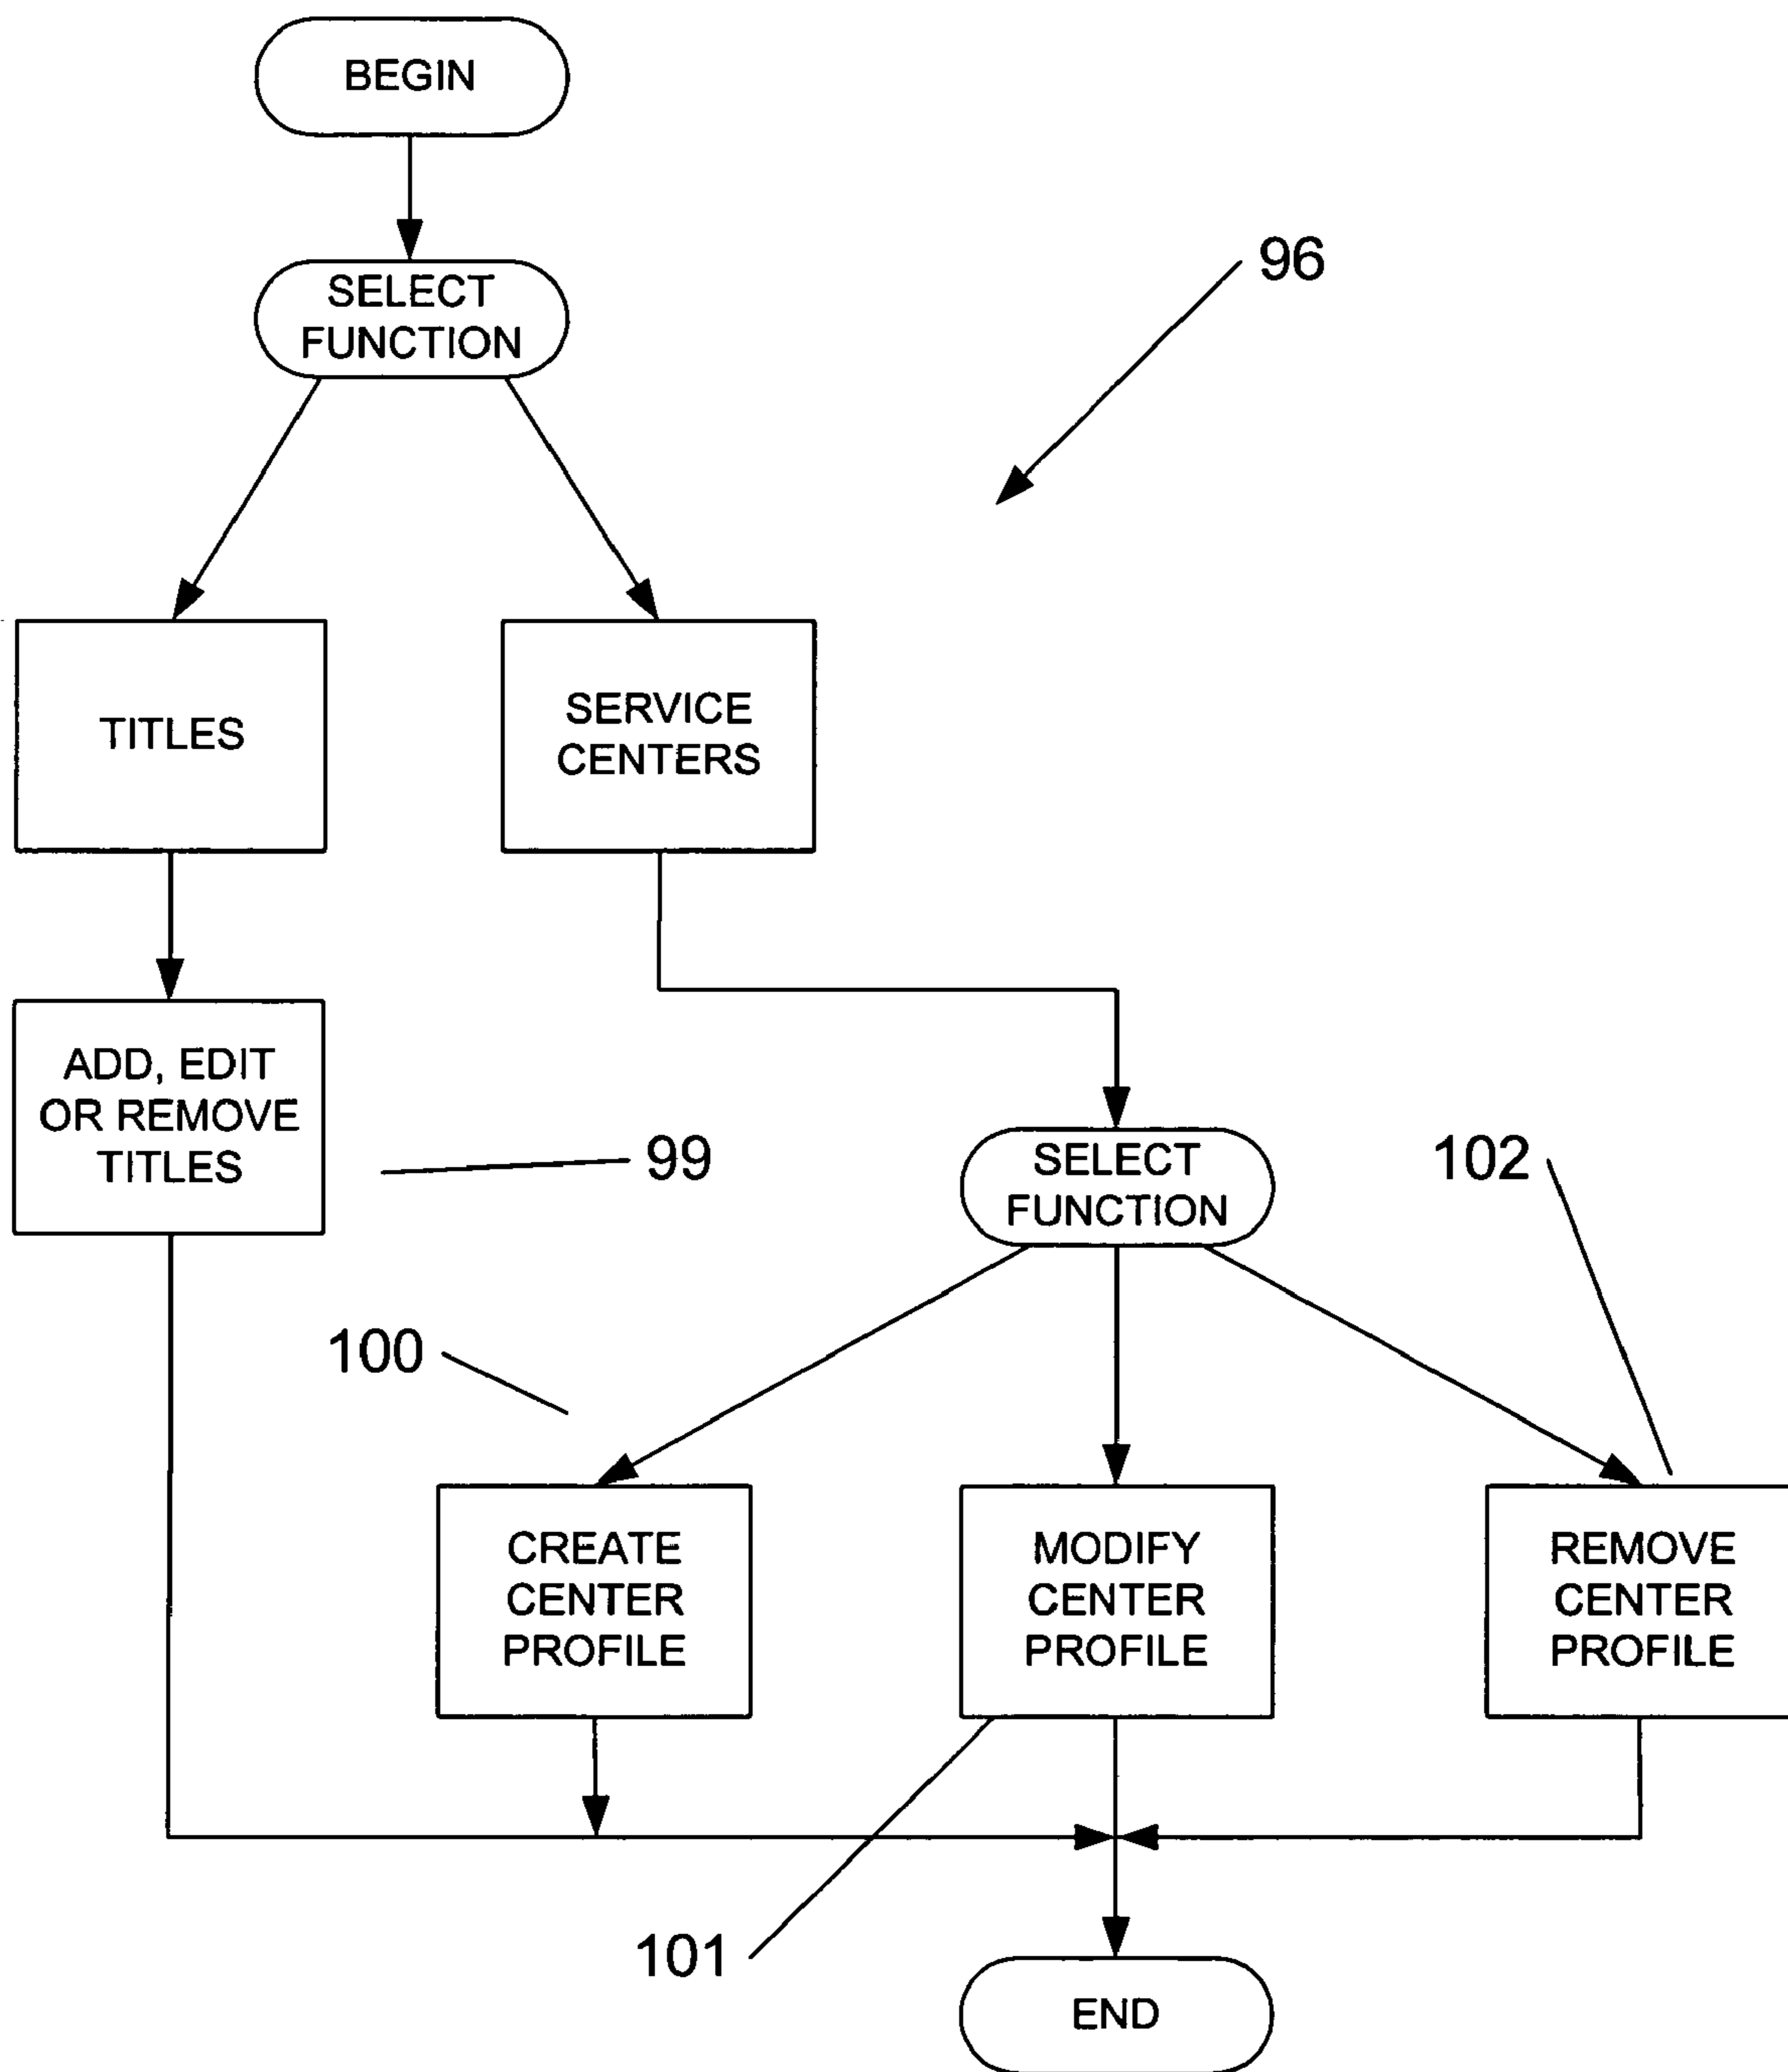 BEGIN
SELECT
FUNCTION
96
TITLES
SERVICE
CENTERS
ADD, EDIT
OR REMOVE
TITLES
99
SELECT
FUNCTION
102
100
CREATE
CENTER
PROFILE
MODIFY
CENTER
PROFILE
REMOVE
CENTER
PROFILE
101
END